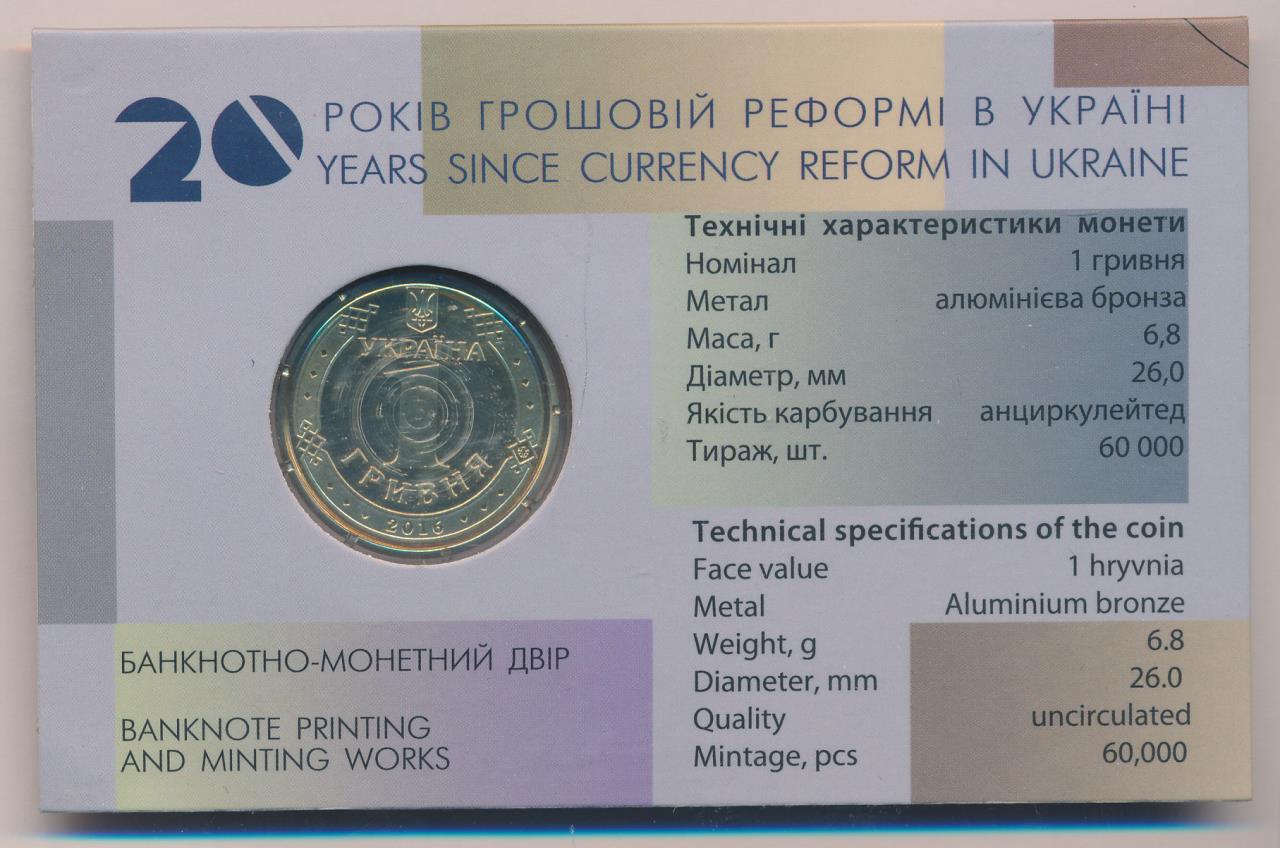 20 РОКІВ ГРОШОВІЙ РЕФОРМІ В УКРАЇНІ
YEARS SINCE CURRENCY REFORM IN UKRAINE
УКРАЇНА
1
ГРИВНЯ
2016
Технічні характеристики монети
Номінал 1 гривня
Метал алюмінієва бронза
Маса, г 6,8
Діаметр, мм 26,0
Якість карбування анциркулейтед
Тираж, шт. 60 000
Technical specifications of the coin
Face value 1 hryvnia
Metal Aluminium bronze
Weight, g 6.8
Diameter, mm 26.0
Quality uncirculated
Mintage, pcs 60,000
БАНКНОТНО-МОНЕТНИЙ ДВІР
BANKNOTE PRINTING
AND MINTING WORKS